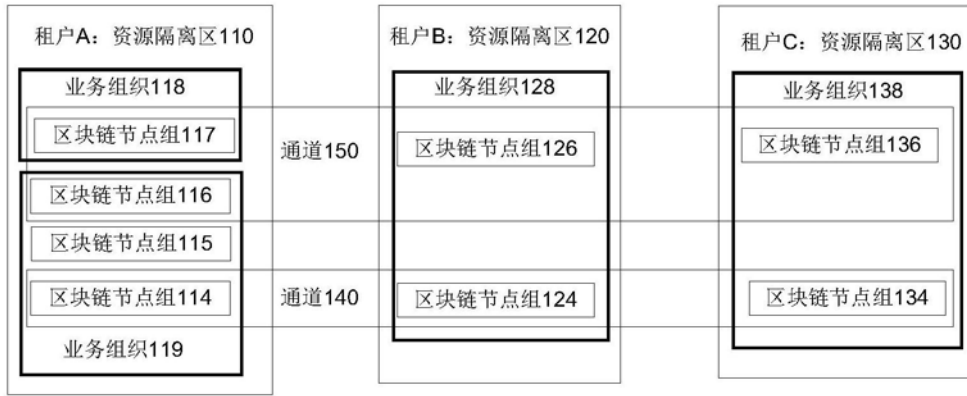 租户A：资源隔离区110
业务组织118
区块链节点组117
区块链节点组116
区块链节点组115
区块链节点组114
业务组织119
通道150
通道140
租户B：资源隔离区120
业务组织128
区块链节点组126
区块链节点组124
租户C：资源隔离区130
业务组织138
区块链节点组136
区块链节点组134